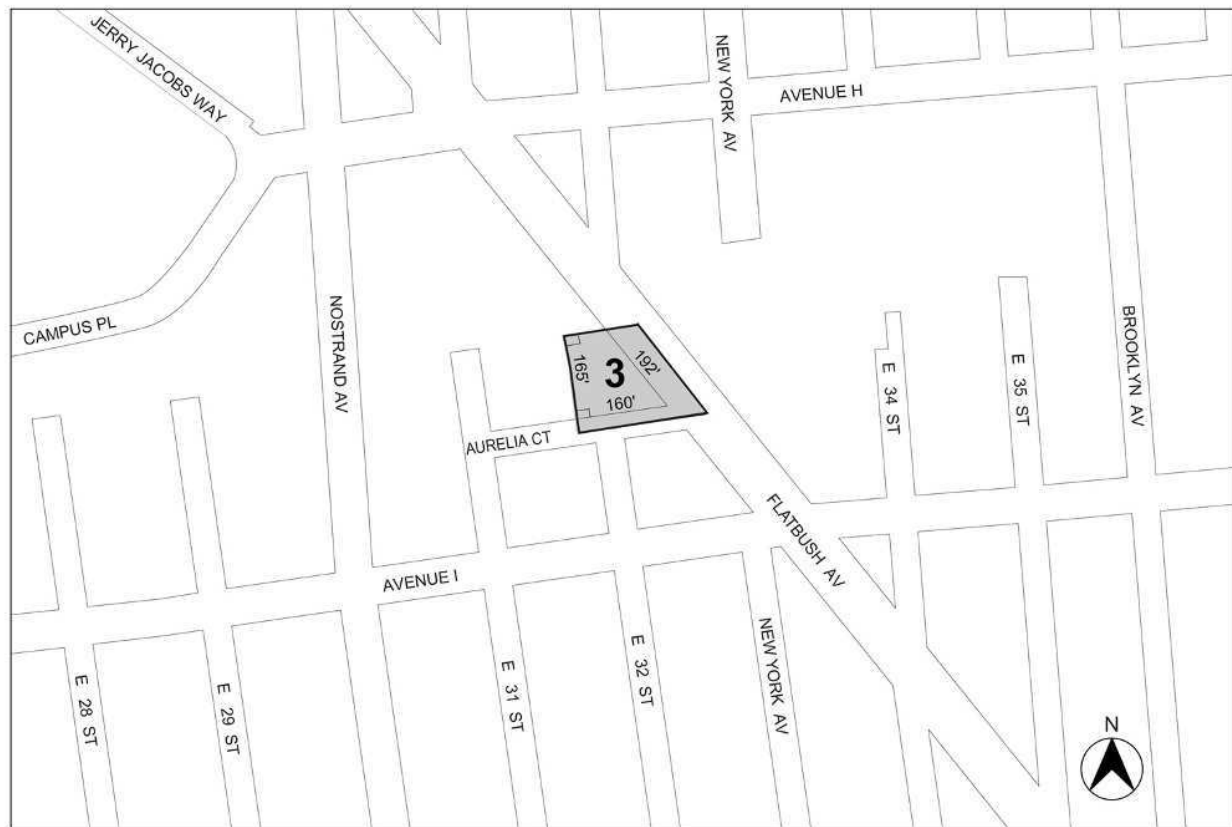 JERRY JACOBS WAY
NEW YORK AV
AVENUE H
CAMPUS PL
NOSTRAND AV
BROOKLYN AV
165'
3
192'
160'
E 34 ST
E 35 ST
AURELIA CT
FLATBUSH AV
AVENUE I
E 28 ST
E 29 ST
E 31 ST
E 32 ST
NEW YORK AV
N